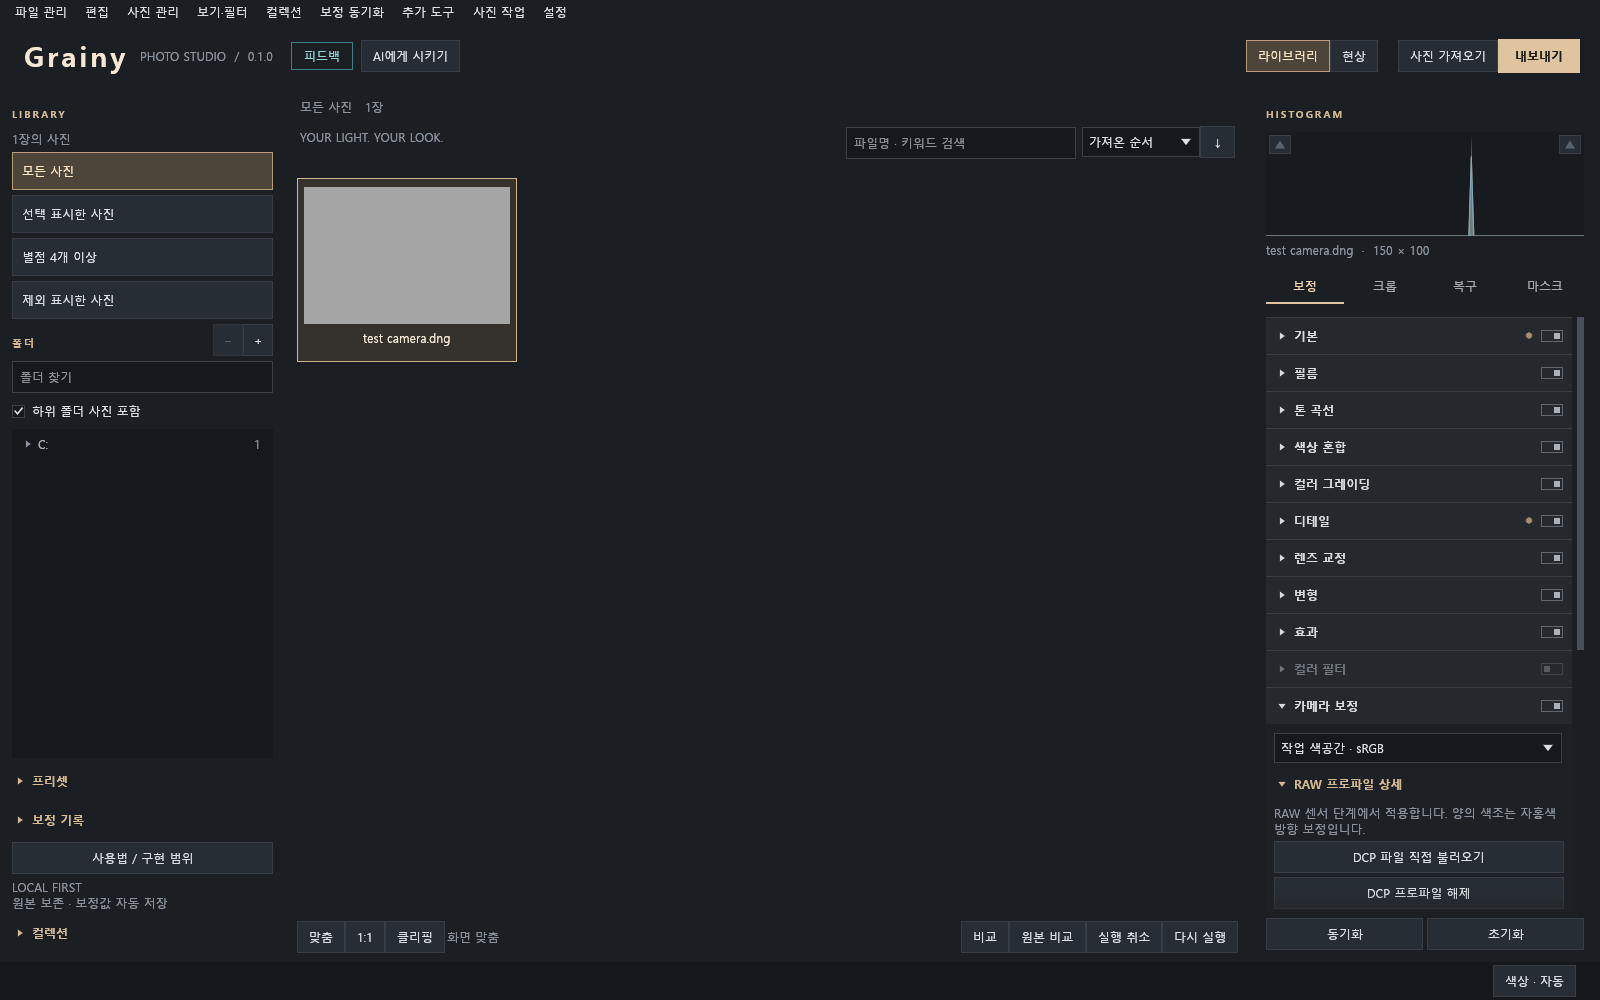 파일 관리 편집 사진 관리 보기·필터 컬렉션 보정 동기화 추가 도구 사진 작업 설정
Grainy PHOTO STUDIO / 0.1.0 피드백 AI에게 시키기 라이브러리 현상 사진 가져오기 내보내기
LIBRARY
1장의 사진
모든 사진
선택 표시한 사진
별점 4개 이상
제외 표시한 사진
폴더 − +
폴더 찾기
하위 폴더 사진 포함
C: 1
프리셋
보정 기록
사용법 / 구현 범위
LOCAL FIRST
원본 보존 · 보정값 자동 저장
컬렉션
모든 사진 1장
YOUR LIGHT. YOUR LOOK.
파일명 · 키워드 검색 가져온 순서 ↓
test camera.dng
맞춤 1:1 클리핑 화면 맞춤 비교 원본 비교 실행 취소 다시 실행
HISTOGRAM
test camera.dng · 150 × 100
보정 크롭 복구 마스크
기본
필름
톤 곡선
색상 혼합
컬러 그레이딩
디테일
렌즈 교정
변형
효과
컬러 필터
카메라 보정
작업 색공간 · sRGB
RAW 프로파일 상세
RAW 센서 단계에서 적용합니다. 양의 색조는 자홍색
방향 보정입니다.
DCP 파일 직접 불러오기
DCP 프로파일 해제
동기화 초기화
색상 · 자동